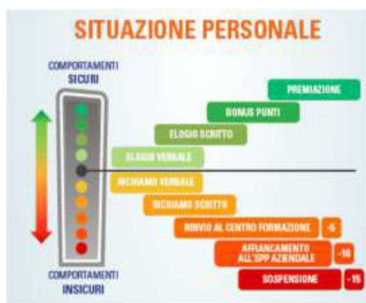 SITUAZIONE PERSONALE
COMPORTAMENTI
SICURI
PREMIAZIONE
BONUS PUNTI
ELOGIO SCRITTO
ELOGIO VERBALE
RICHIAMO VERBALE
RICHIAMO SCRITTO
RINVIO AL CENTRO FORMAZIONE -5
AFFIANCAMENTO
ALL'SPP AZIENDALE -10
SOSPENSIONE -15
COMPORTAMENTI
INSICURI